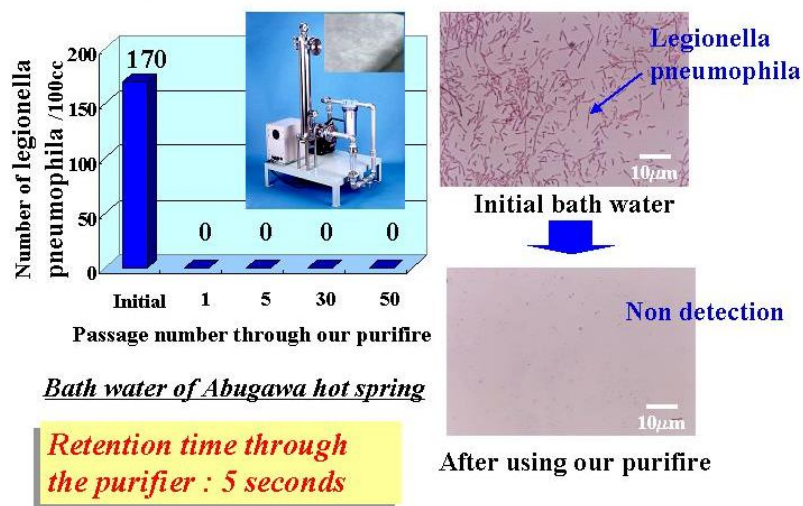 Number of legionella
pneumophila /100cc
200
150
100
50
0
170
0
0
0
0
Initial
1
5
30
50
Passage number through our purifire
Legionella
pneumophila
10μm
Initial bath water
Non detection
10μm
After using our purifire
Bath water of Abugawa hot spring
Retention time through
the purifier : 5 seconds